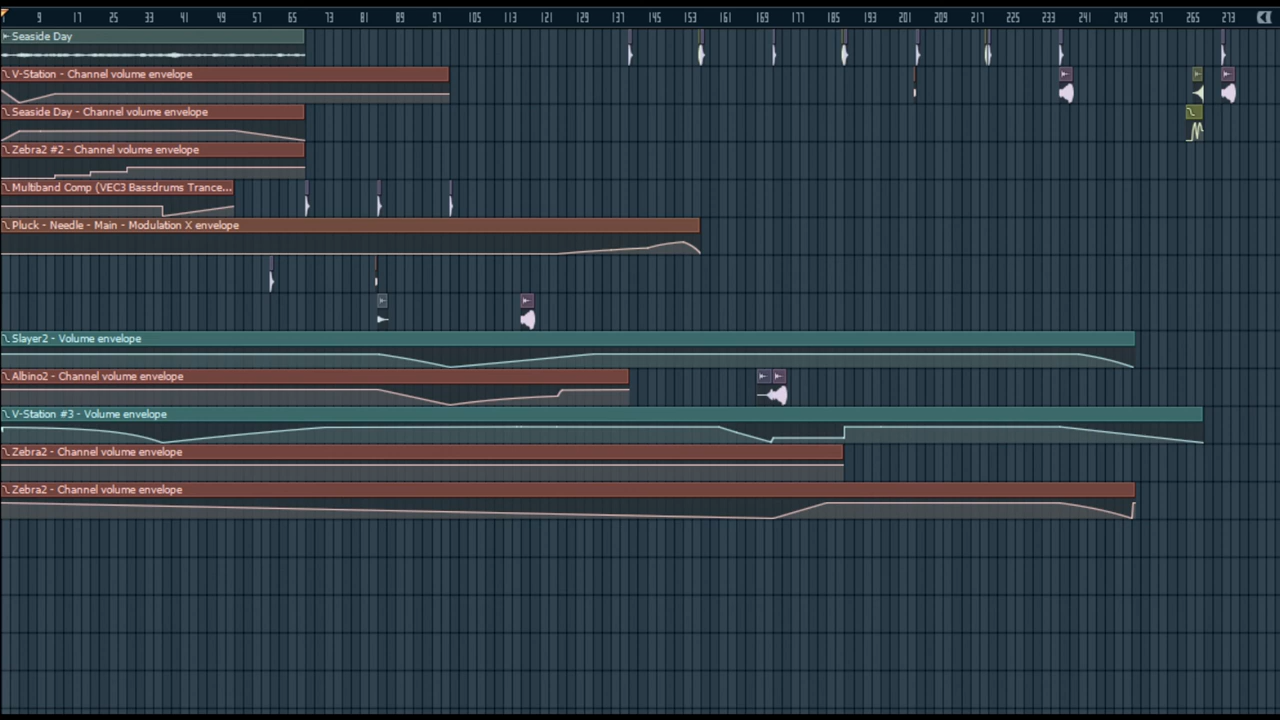 9 17 25 33 41 49 57 65 73 81 89 97 105 113 121 129 137 145 153 161 169 177 185 193 201 209 217 225 233 241 249 257 265 273
Seaside Day
V-Station - Channel volume envelope
Seaside Day - Channel volume envelope
Zebra2 #2 - Channel volume envelope
Multiband Comp (VEC3 Bassdrums Trance...
Pluck - Needle - Main - Modulation X envelope
Slayer2 - Volume envelope
Albino2 - Channel volume envelope
V-Station #3 - Volume envelope
Zebra2 - Channel volume envelope
Zebra2 - Channel volume envelope